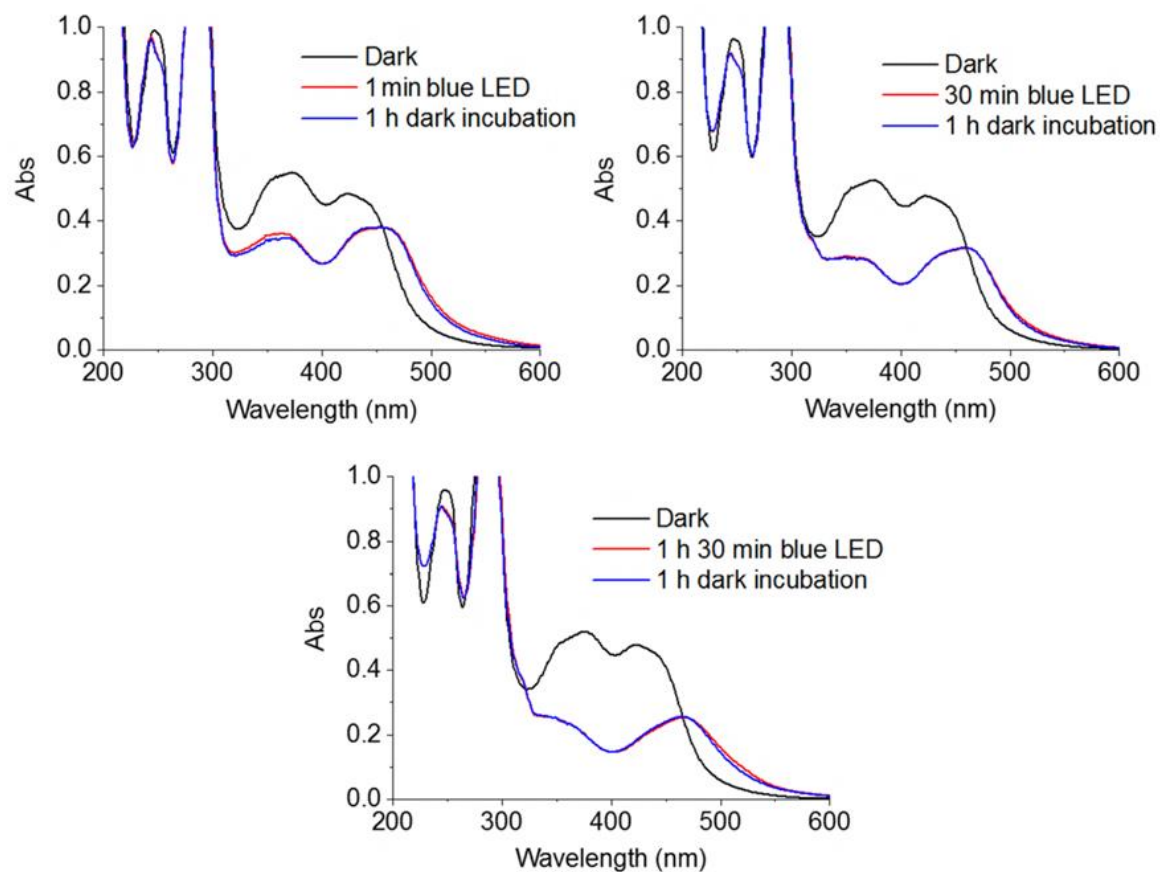 1.0
0.8
0.6
0.4
0.2
0.0
Abs
Dark
1 min blue LED
1 h dark incubation
200 300 400 500 600
Wavelength (nm)
1.0
0.8
0.6
0.4
0.2
0.0
Abs
Dark
30 min blue LED
1 h dark incubation
200 300 400 500 600
Wavelength (nm)
1.0
0.8
0.6
0.4
0.2
0.0
Abs
Dark
1 h 30 min blue LED
1 h dark incubation
200 300 400 500 600
Wavelength (nm)